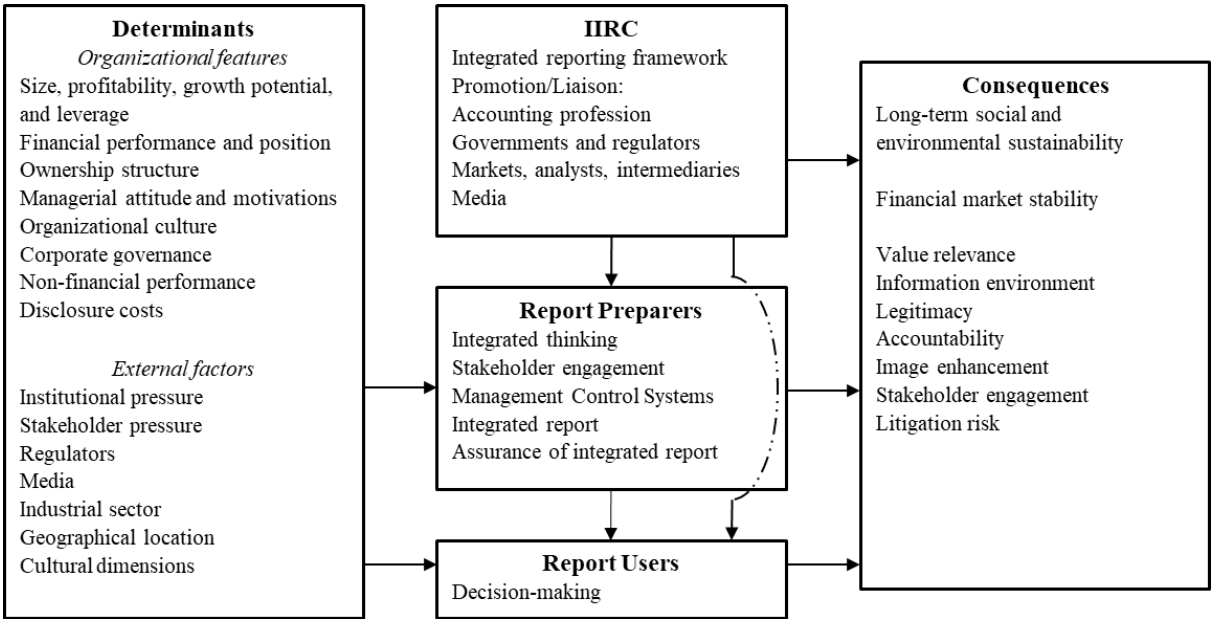 Determinants
Organizational features
Size, profitability, growth potential,
and leverage
Financial performance and position
Ownership structure
Managerial attitude and motivations
Organizational culture
Corporate governance
Non-financial performance
Disclosure costs
External factors
Institutional pressure
Stakeholder pressure
Regulators
Media
Industrial sector
Geographical location
Cultural dimensions
IIRC
Integrated reporting framework
Promotion/Liaison:
Accounting profession
Governments and regulators
Markets, analysts, intermediaries
Media
Report Preparers
Integrated thinking
Stakeholder engagement
Management Control Systems
Integrated report
Assurance of integrated report
Report Users
Decision-making
Consequences
Long-term social and
environmental sustainability
Financial market stability
Value relevance
Information environment
Legitimacy
Accountability
Image enhancement
Stakeholder engagement
Litigation risk